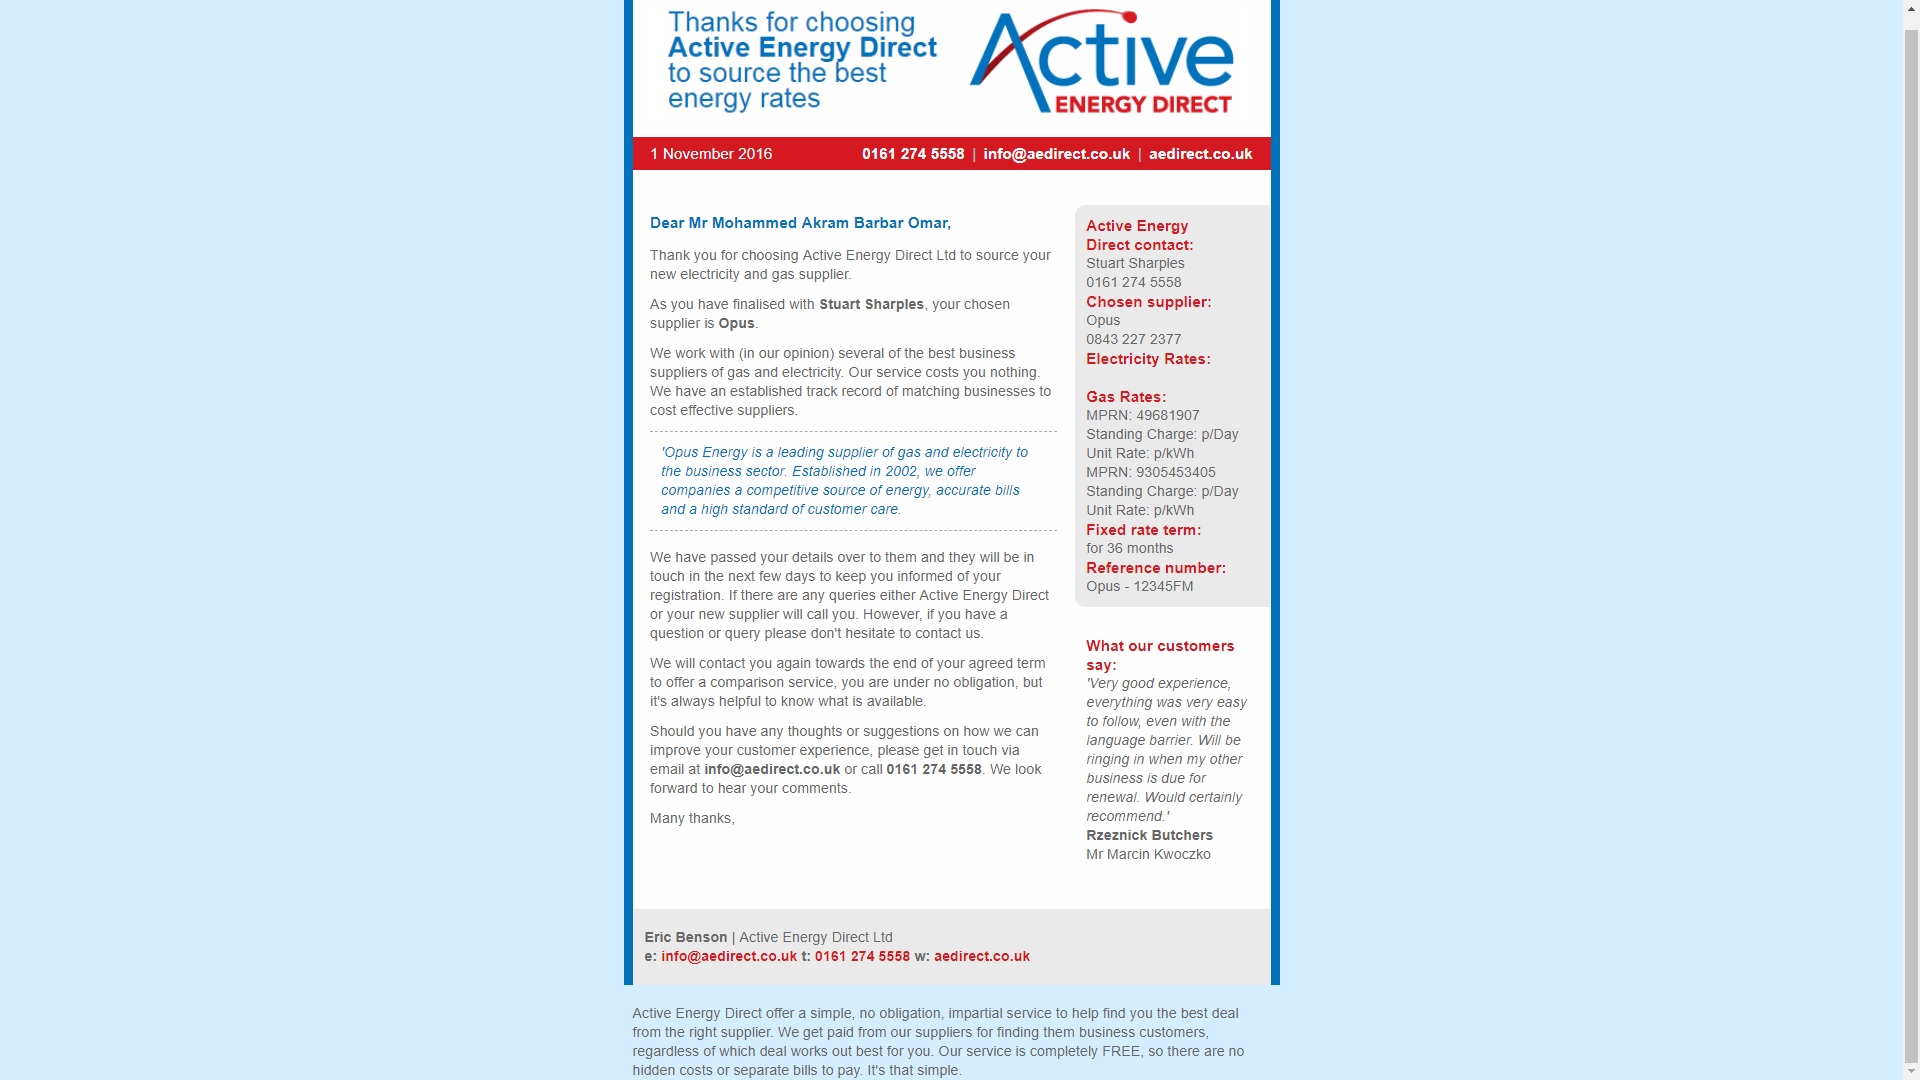 Thanks for choosing
Active Energy Direct
to source the best
energy rates
Active
ENERGY DIRECT
1 November 2016
0161 274 5558 | info@aedirect.co.uk | aedirect.co.uk
Dear Mr Mohammed Akram Barbar Omar,
Thank you for choosing Active Energy Direct Ltd to source your
new electricity and gas supplier.
As you have finalised with Stuart Sharples, your chosen
supplier is Opus.
We work with (in our opinion) several of the best business
suppliers of gas and electricity. Our service costs you nothing.
We have an established track record of matching businesses to
cost effective suppliers.
'Opus Energy is a leading supplier of gas and electricity to
the business sector. Established in 2002, we offer
companies a competitive source of energy, accurate bills
and a high standard of customer care.
We have passed your details over to them and they will be in
touch in the next few days to keep you informed of your
registration. If there are any queries either Active Energy Direct
or your new supplier will call you. However, if you have a
question or query please don't hesitate to contact us.
We will contact you again towards the end of your agreed term
to offer a comparison service, you are under no obligation, but
it's always helpful to know what is available.
Should you have any thoughts or suggestions on how we can
improve your customer experience, please get in touch via
email at info@aedirect.co.uk or call 0161 274 5558. We look
forward to hear your comments.
Many thanks,
Active Energy
Direct contact:
Stuart Sharples
0161 274 5558
Chosen supplier:
Opus
0843 227 2377
Electricity Rates:
Gas Rates:
MPRN: 49681907
Standing Charge: p/Day
Unit Rate: p/kWh
MPRN: 9305453405
Standing Charge: p/Day
Unit Rate: p/kWh
Fixed rate term:
for 36 months
Reference number:
Opus - 12345FM
What our customers
say:
'Very good experience,
everything was very easy
to follow, even with the
language barrier. Will be
ringing in when my other
business is due for
renewal. Would certainly
recommend.'
Rzeznick Butchers
Mr Marcin Kwoczko
Eric Benson | Active Energy Direct Ltd
e: info@aedirect.co.uk t: 0161 274 5558 w: aedirect.co.uk
Active Energy Direct offer a simple, no obligation, impartial service to help find you the best deal
from the right supplier. We get paid from our suppliers for finding them business customers,
regardless of which deal works out best for you. Our service is completely FREE, so there are no
hidden costs or separate bills to pay. It's that simple.